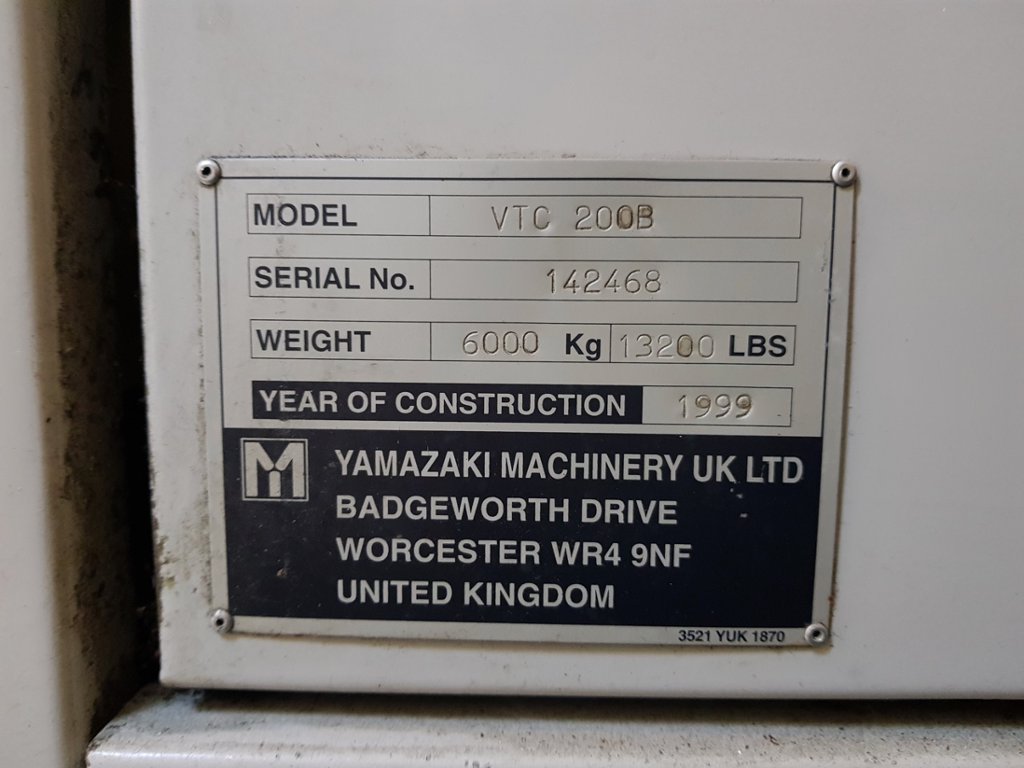 MODEL VTC 200B
SERIAL No. 142468
WEIGHT 6000 Kg 13200 LBS
YEAR OF CONSTRUCTION 1999
YAMAZAKI MACHINERY UK LTD
BADGEWORTH DRIVE
WORCESTER WR4 9NF
UNITED KINGDOM
3521 YUK 1870